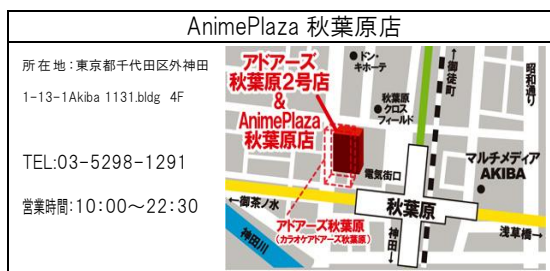 AnimePlaza 秋葉原店
所在地:東京都千代田区外神田
1-13-1Akiba 1131.bldg 4F
TEL:03-5298-1291
営業時間:10:00～22:30
アドアーズ
秋葉原2号店
&
AnimePlaza
秋葉原店
ドン・
キホーテ
秋葉原
クロス
フィールド
←御徒町
昭和通り
電気街口
マルチメディア
AKIBA
←御茶ノ水
秋葉原
アドアーズ秋葉原
(カラオケアドアーズ秋葉原)
神田川
神田→
浅草橋→